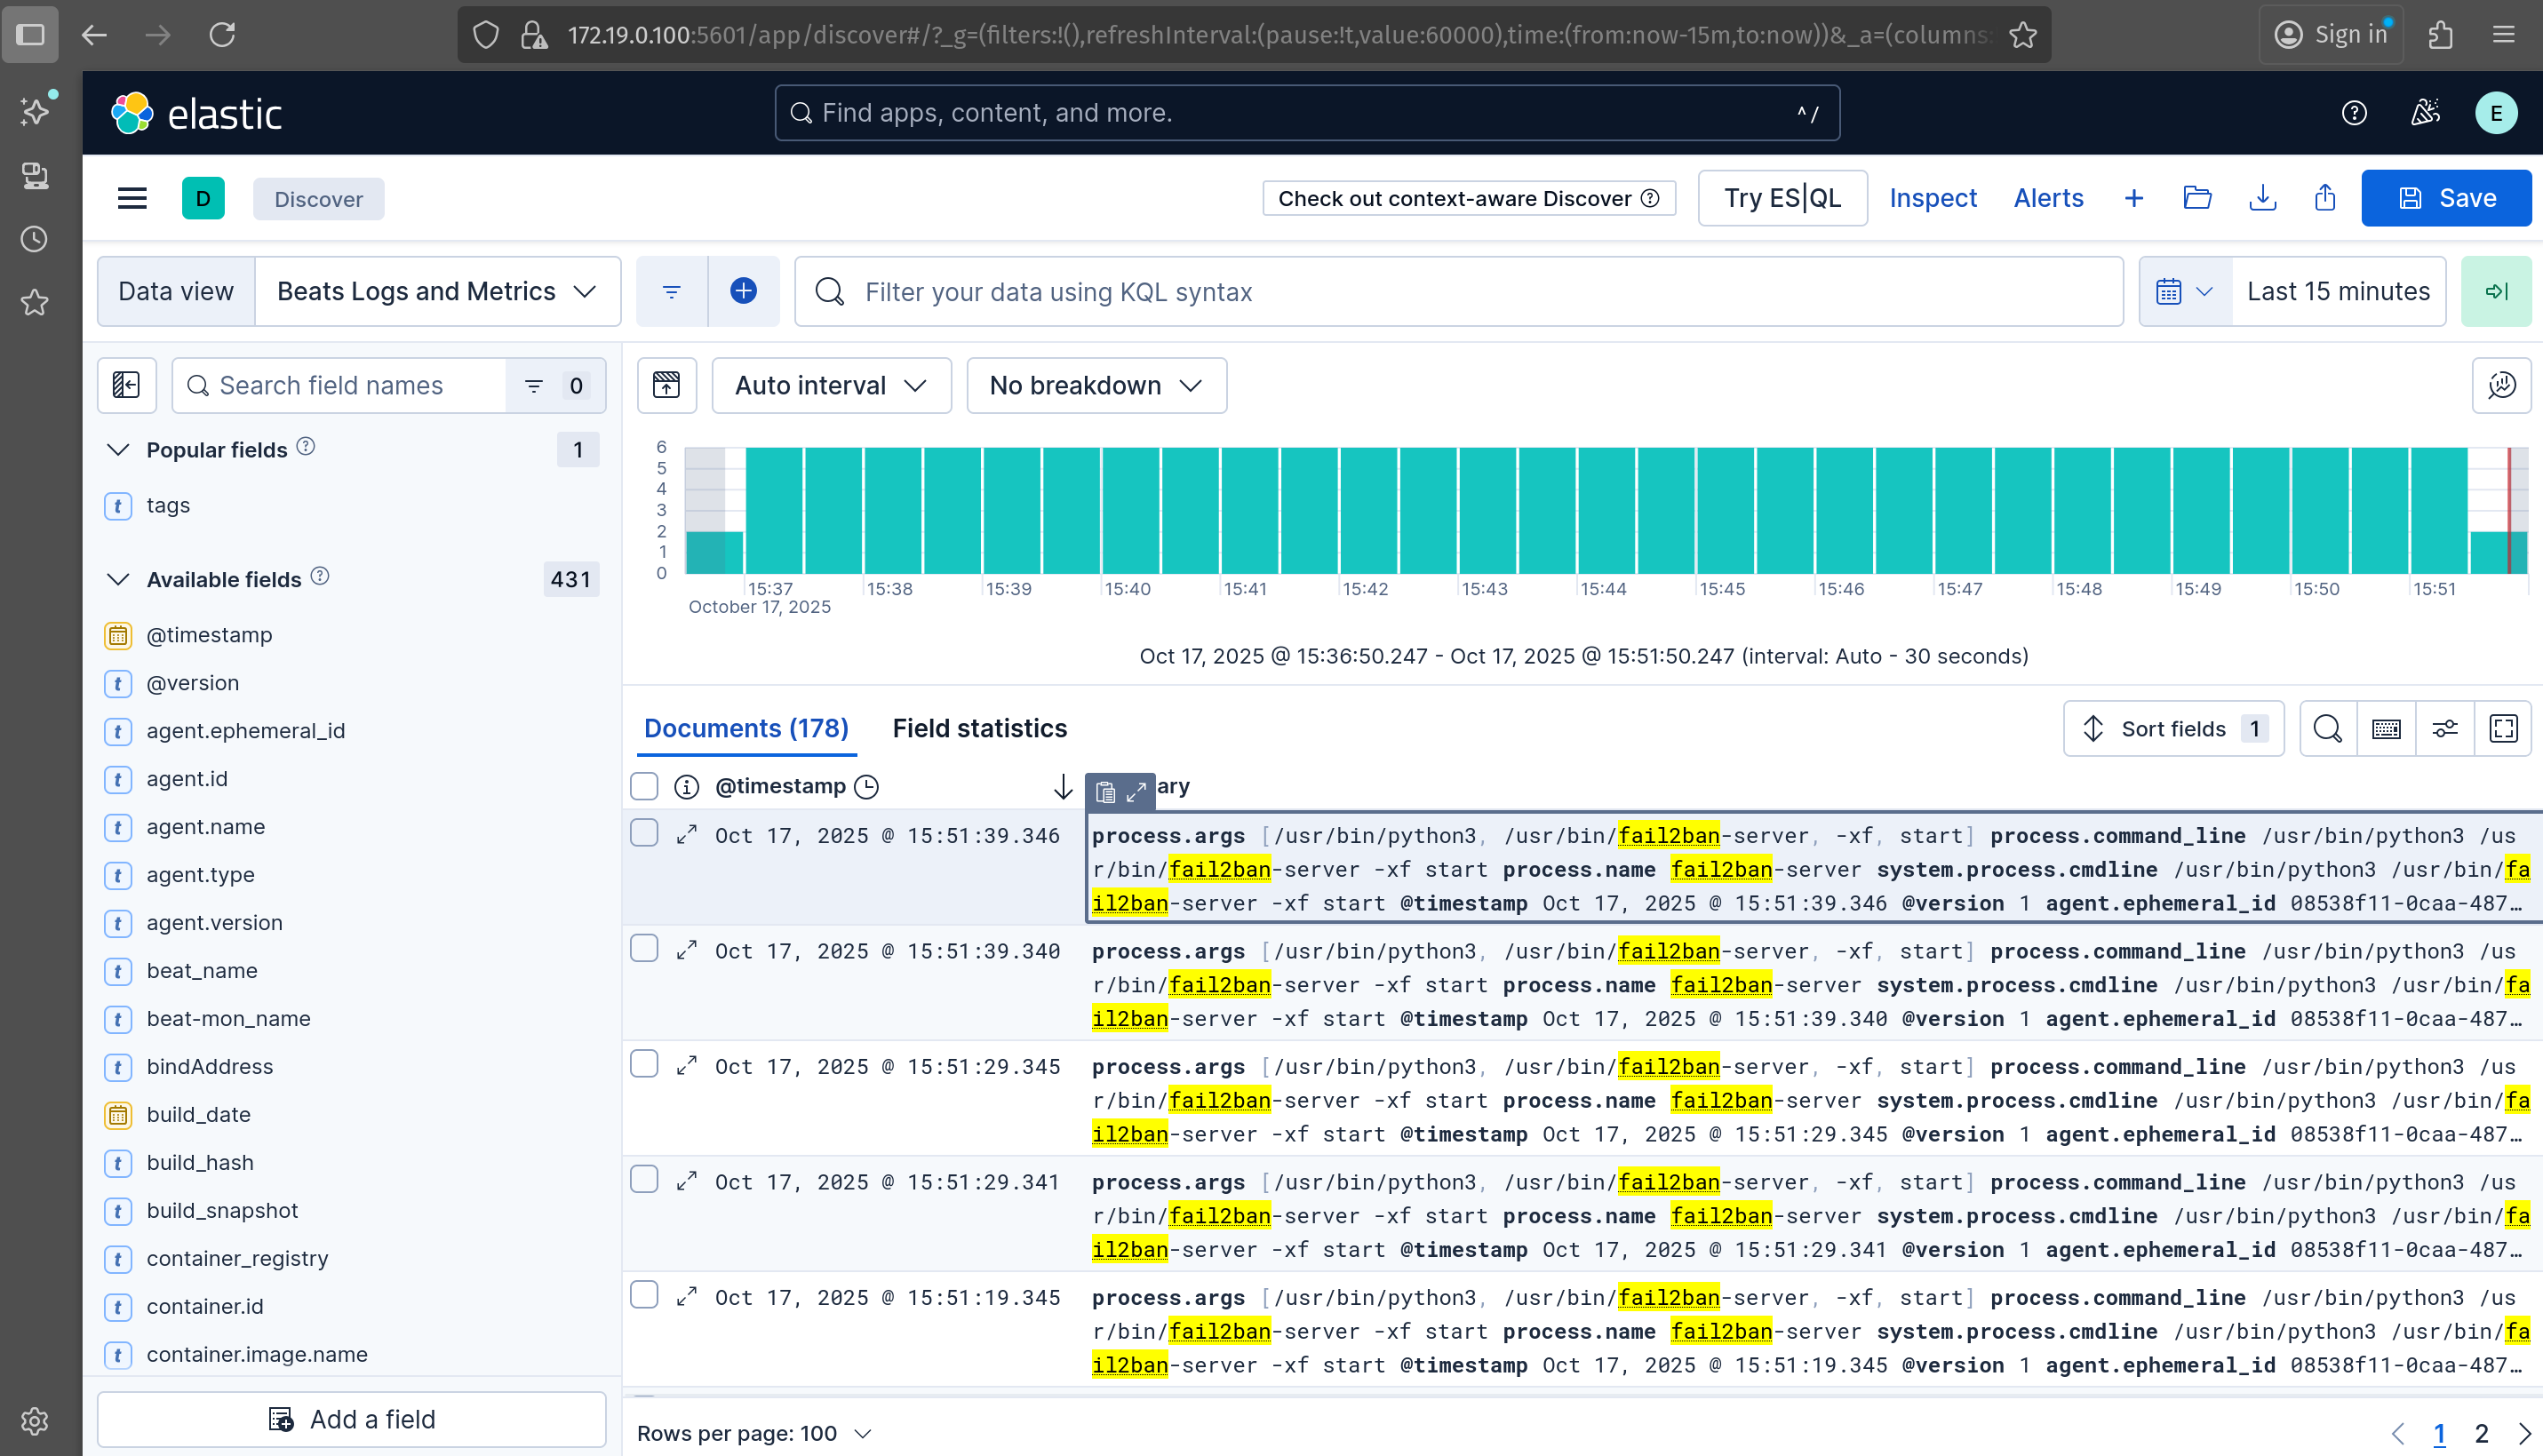 172.19.0.100:5601/app/discover#/?_g=(filters:!(),refreshInterval:(pause:!t,value:60000),time:(from:now-15m,to:now))&_a=(columns:
Sign in
elastic
Find apps, content, and more.
^ /
E
D
Discover
Check out context-aware Discover
Try ES|QL
Inspect
Alerts
Save
Data view
Beats Logs and Metrics
Filter your data using KQL syntax
Last 15 minutes
Search field names
0
Auto interval
No breakdown
Popular fields
1
t tags
Available fields
431
@timestamp
t @version
t agent.ephemeral_id
t agent.id
t agent.name
t agent.type
t agent.version
t beat_name
t beat-mon_name
t bindAddress
build_date
t build_hash
t build_snapshot
t container_registry
t container.id
t container.image.name
Add a field
6
5
4
3
2
1
0
15:37 15:38 15:39 15:40 15:41 15:42 15:43 15:44 15:45 15:46 15:47 15:48 15:49 15:50 15:51
October 17, 2025
Oct 17, 2025 @ 15:36:50.247 - Oct 17, 2025 @ 15:51:50.247 (interval: Auto - 30 seconds)
Documents (178)
Field statistics
Sort fields 1
@timestamp
ary
Oct 17, 2025 @ 15:51:39.346
process.args [/usr/bin/python3, /usr/bin/fail2ban-server, -xf, start] process.command_line /usr/bin/python3 /us
r/bin/fail2ban-server -xf start process.name fail2ban-server system.process.cmdline /usr/bin/python3 /usr/bin/fa
il2ban-server -xf start @timestamp Oct 17, 2025 @ 15:51:39.346 @version 1 agent.ephemeral_id 08538f11-0caa-487…
Oct 17, 2025 @ 15:51:39.340
process.args [/usr/bin/python3, /usr/bin/fail2ban-server, -xf, start] process.command_line /usr/bin/python3 /us
r/bin/fail2ban-server -xf start process.name fail2ban-server system.process.cmdline /usr/bin/python3 /usr/bin/fa
il2ban-server -xf start @timestamp Oct 17, 2025 @ 15:51:39.340 @version 1 agent.ephemeral_id 08538f11-0caa-487…
Oct 17, 2025 @ 15:51:29.345
process.args [/usr/bin/python3, /usr/bin/fail2ban-server, -xf, start] process.command_line /usr/bin/python3 /us
r/bin/fail2ban-server -xf start process.name fail2ban-server system.process.cmdline /usr/bin/python3 /usr/bin/fa
il2ban-server -xf start @timestamp Oct 17, 2025 @ 15:51:29.345 @version 1 agent.ephemeral_id 08538f11-0caa-487…
Oct 17, 2025 @ 15:51:29.341
process.args [/usr/bin/python3, /usr/bin/fail2ban-server, -xf, start] process.command_line /usr/bin/python3 /us
r/bin/fail2ban-server -xf start process.name fail2ban-server system.process.cmdline /usr/bin/python3 /usr/bin/fa
il2ban-server -xf start @timestamp Oct 17, 2025 @ 15:51:29.341 @version 1 agent.ephemeral_id 08538f11-0caa-487…
Oct 17, 2025 @ 15:51:19.345
process.args [/usr/bin/python3, /usr/bin/fail2ban-server, -xf, start] process.command_line /usr/bin/python3 /us
r/bin/fail2ban-server -xf start process.name fail2ban-server system.process.cmdline /usr/bin/python3 /usr/bin/fa
il2ban-server -xf start @timestamp Oct 17, 2025 @ 15:51:19.345 @version 1 agent.ephemeral_id 08538f11-0caa-487…
Rows per page: 100
1 2